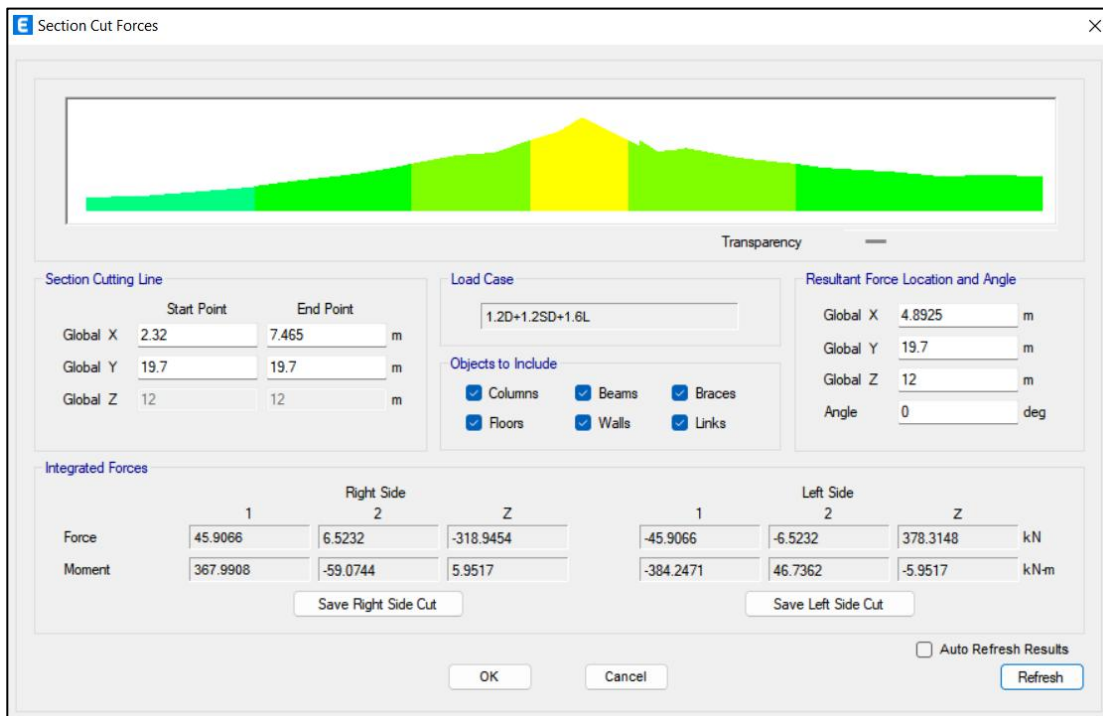 E Section Cut Forces
Transparency
Section Cutting Line
Start Point End Point
Global X 2.32 7.465 m
Global Y 19.7 19.7 m
Global Z 12 12 m
Load Case
1.2D+1.2SD+1.6L
Objects to Include
Columns Beams Braces
Floors Walls Links
Resultant Force Location and Angle
Global X 4.8925 m
Global Y 19.7 m
Global Z 12 m
Angle 0 deg
Integrated Forces
Right Side Left Side
1 2 Z 1 2 Z
Force 45.9066 6.5232 -318.9454 -45.9066 -6.5232 378.3148 kN
Moment 367.9908 -59.0744 5.9517 -384.2471 46.7362 -5.9517 kN-m
Save Right Side Cut Save Left Side Cut
Auto Refresh Results
OK Cancel Refresh